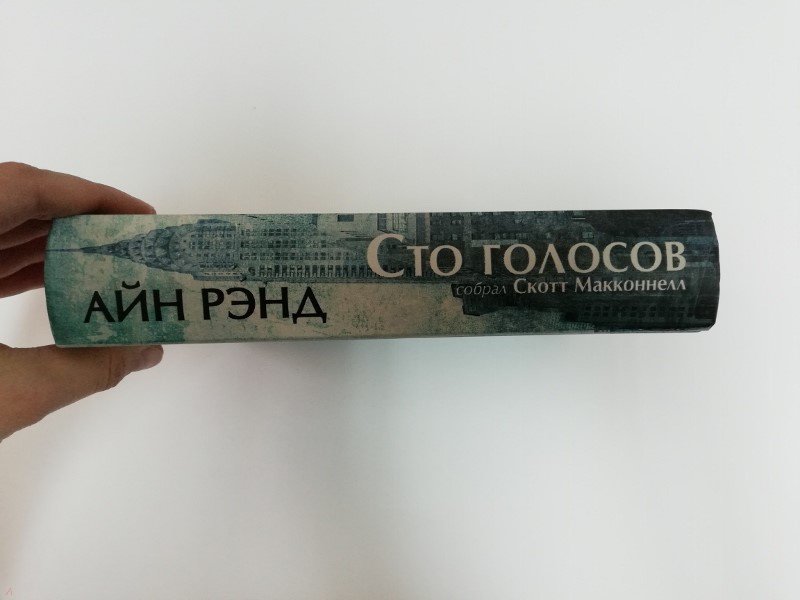 АЙН РЭНД
Сто голосов
собрал Скотт Макконнелл